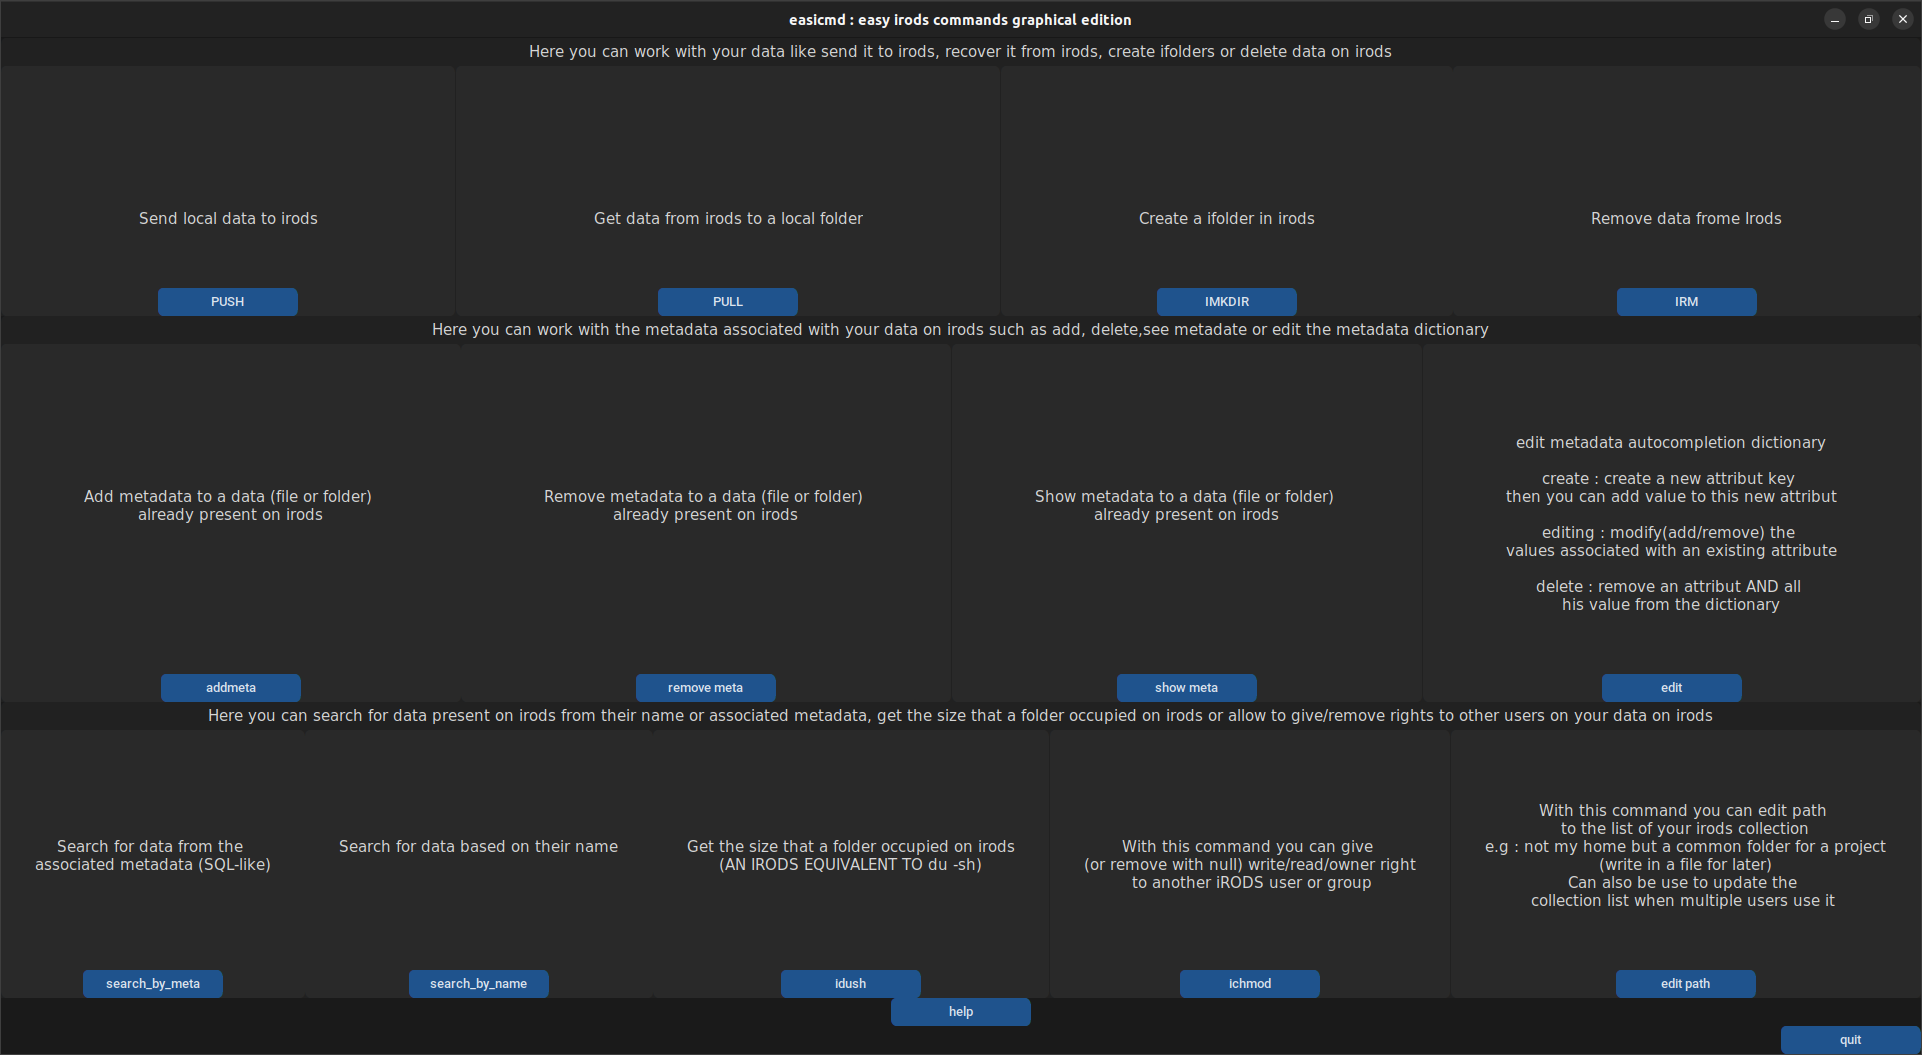 easicmd : easy irods commands graphical edition
Here you can work with your data like send it to irods, recover it from irods, create ifolders or delete data on irods
Send local data to irods
Get data from irods to a local folder
Create a ifolder in irods
Remove data frome Irods
PUSH
PULL
IMKDIR
IRM
Here you can work with the metadata associated with your data on irods such as add, delete,see metadate or edit the metadata dictionary
Add metadata to a data (file or folder)
already present on irods
Remove metadata to a data (file or folder)
already present on irods
Show metadata to a data (file or folder)
already present on irods
edit metadata autocompletion dictionary
create : create a new attribut key
then you can add value to this new attribut
editing : modify(add/remove) the
values associated with an existing attribute
delete : remove an attribut AND all
his value from the dictionary
addmeta
remove meta
show meta
edit
Here you can search for data present on irods from their name or associated metadata, get the size that a folder occupied on irods or allow to give/remove rights to other users on your data on irods
Search for data from the
associated metadata (SQL-like)
Search for data based on their name
Get the size that a folder occupied on irods
(AN IRODS EQUIVALENT TO du -sh)
With this command you can give
(or remove with null) write/read/owner right
to another iRODS user or group
With this command you can edit path
to the list of your irods collection
e.g : not my home but a common folder for a project
(write in a file for later)
Can also be use to update the
collection list when multiple users use it
search_by_meta
search_by_name
idush
ichmod
edit path
help
quit